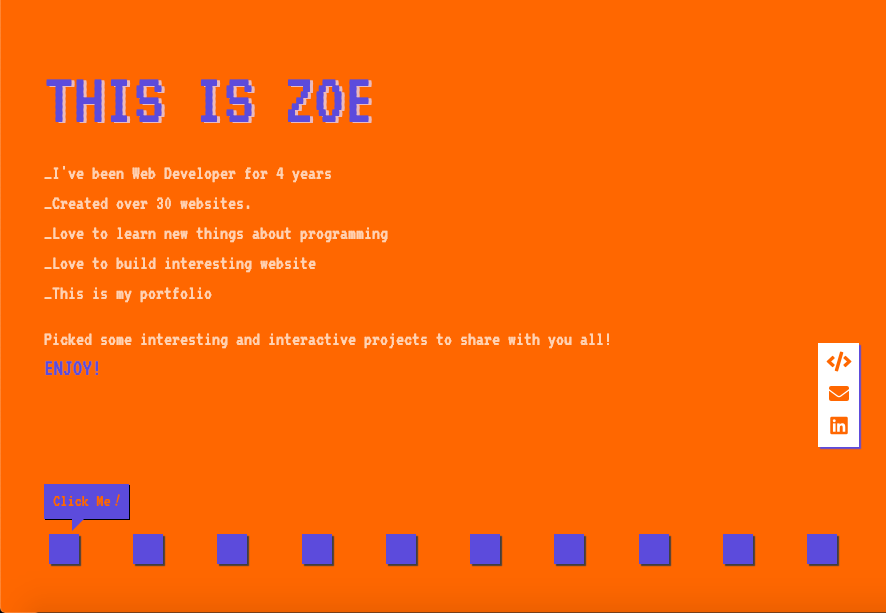 THIS IS ZOE
_I've been Web Developer for 4 years
_Created over 30 websites.
_Love to learn new things about programming
_Love to build interesting website
_This is my portfolio
Picked some interesting and interactive projects to share with you all!
ENJOY!
Click Me!
in